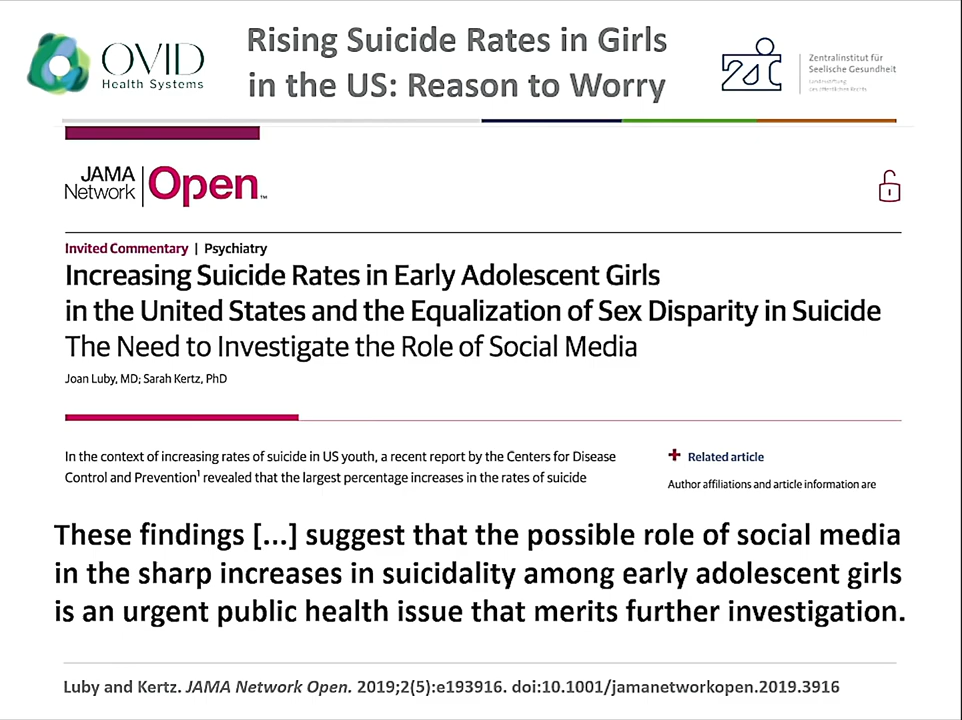 OVID
Health Systems
Rising Suicide Rates in Girls
in the US: Reason to Worry
Zentralinstitut für
Seelische Gesundheit
Landesstiftung
des öffentlichen Rechts
JAMA
Network
Open™
Invited Commentary | Psychiatry
Increasing Suicide Rates in Early Adolescent Girls
in the United States and the Equalization of Sex Disparity in Suicide
The Need to Investigate the Role of Social Media
Joan Luby, MD; Sarah Kertz, PhD
In the context of increasing rates of suicide in US youth, a recent report by the Centers for Disease
Control and Prevention¹ revealed that the largest percentage increases in the rates of suicide
+ Related article
Author affiliations and article information are
These findings [...] suggest that the possible role of social media
in the sharp increases in suicidality among early adolescent girls
is an urgent public health issue that merits further investigation.
Luby and Kertz. JAMA Network Open. 2019;2(5):e193916. doi:10.1001/jamanetworkopen.2019.3916